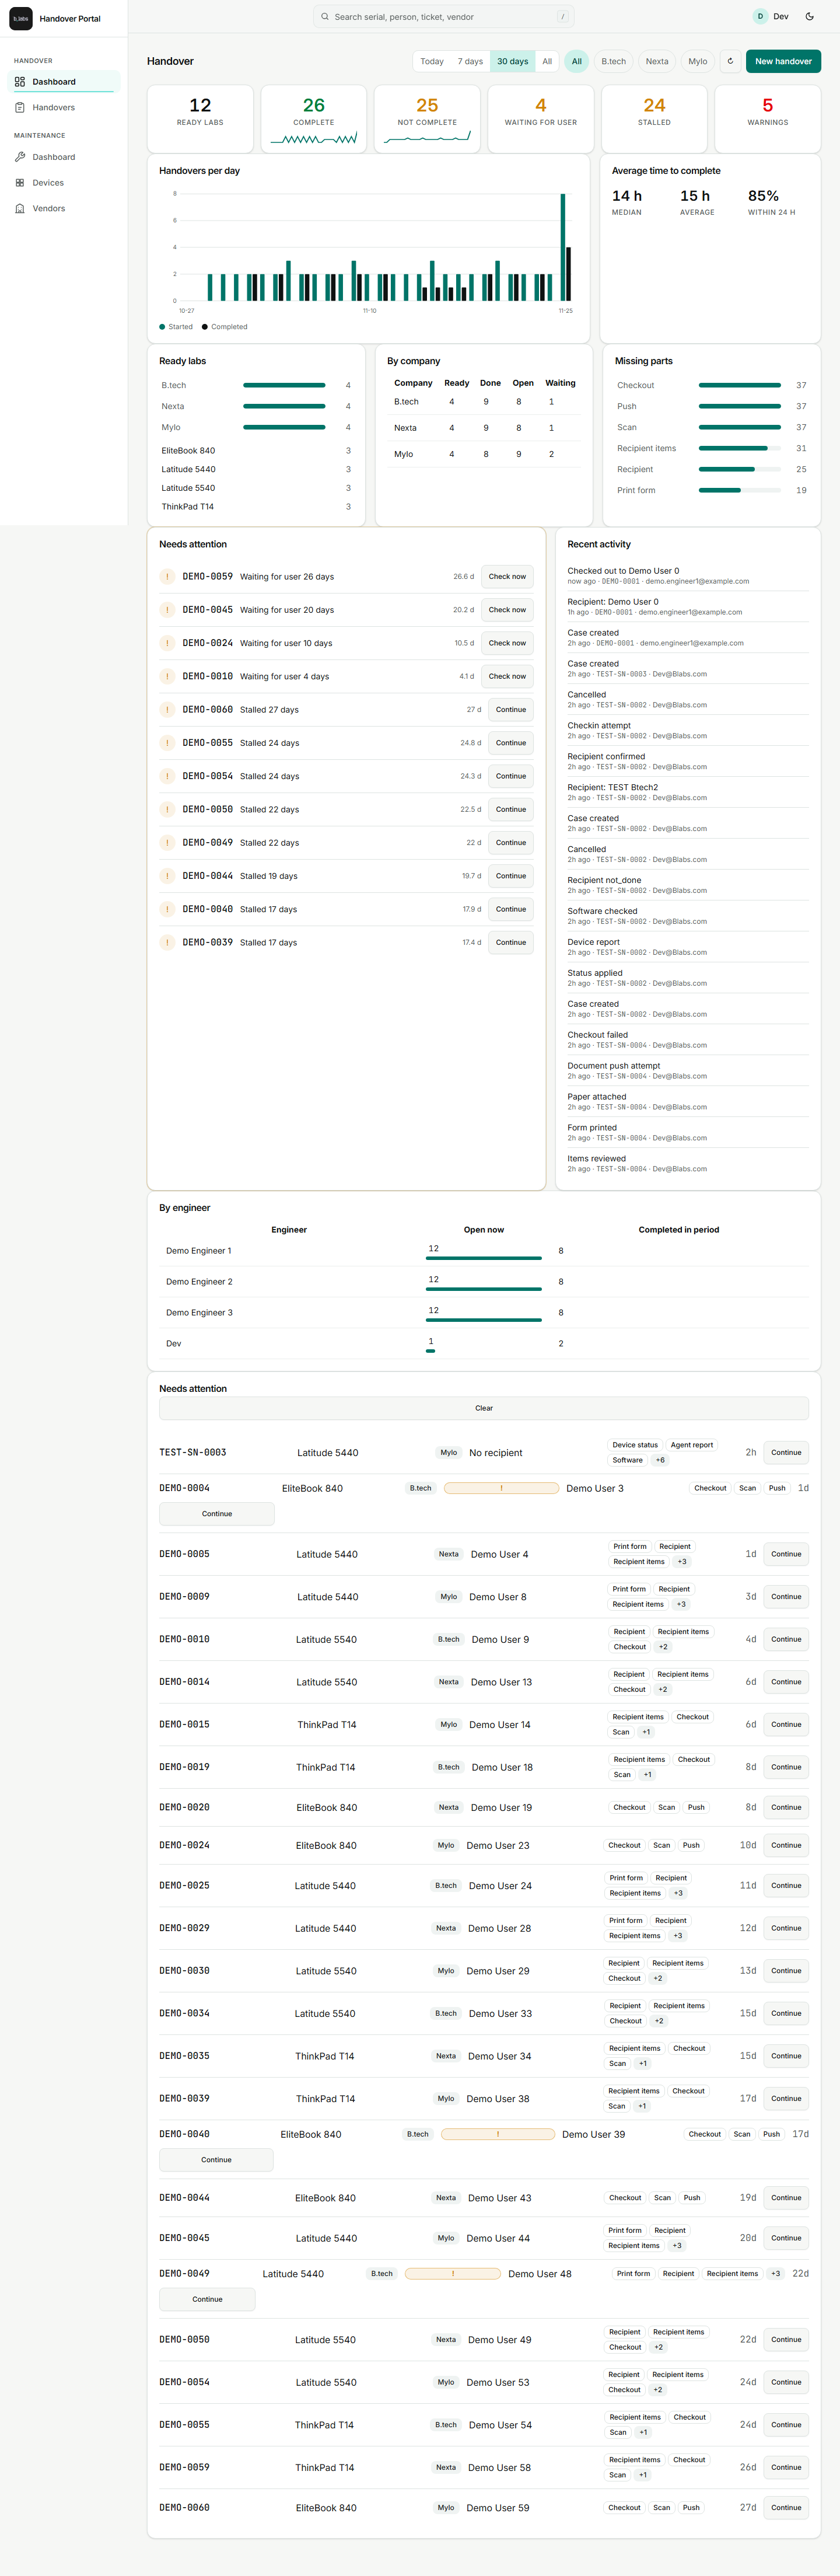 b.labs Handover Portal
Search serial, person, ticket, vendor /
D Dev
HANDOVER
Dashboard
Handovers
MAINTENANCE
Dashboard
Devices
Vendors
Handover
Today 7 days 30 days All All B.tech Nexta Mylo New handover
12 26 25 4 24 5
READY LABS COMPLETE NOT COMPLETE WAITING FOR USER STALLED WARNINGS
Handovers per day
8
6
4
2
0
10-27 11-10 11-25
Started Completed
Average time to complete
14 h 15 h 85%
MEDIAN AVERAGE WITHIN 24 H
Ready labs
B.tech 4
Nexta 4
Mylo 4
EliteBook 840 3
Latitude 5440 3
Latitude 5540 3
ThinkPad T14 3
By company
Company Ready Done Open Waiting
B.tech 4 9 8 1
Nexta 4 9 8 1
Mylo 4 8 9 2
Missing parts
Checkout 37
Push 37
Scan 37
Recipient items 31
Recipient 25
Print form 19
Needs attention
! DEMO-0059 Waiting for user 26 days 26.6 d Check now
! DEMO-0045 Waiting for user 20 days 20.2 d Check now
! DEMO-0024 Waiting for user 10 days 10.5 d Check now
! DEMO-0010 Waiting for user 4 days 4.1 d Check now
! DEMO-0060 Stalled 27 days 27 d Continue
! DEMO-0055 Stalled 24 days 24.8 d Continue
! DEMO-0054 Stalled 24 days 24.3 d Continue
! DEMO-0050 Stalled 22 days 22.5 d Continue
! DEMO-0049 Stalled 22 days 22 d Continue
! DEMO-0044 Stalled 19 days 19.7 d Continue
! DEMO-0040 Stalled 17 days 17.9 d Continue
! DEMO-0039 Stalled 17 days 17.4 d Continue
Recent activity
Checked out to Demo User 0
now ago · DEMO-0001 · demo.engineer1@example.com
Recipient: Demo User 0
1h ago · DEMO-0001 · demo.engineer1@example.com
Case created
2h ago · DEMO-0001 · demo.engineer1@example.com
Case created
2h ago · TEST-SN-0003 · Dev@Blabs.com
Cancelled
2h ago · TEST-SN-0002 · Dev@Blabs.com
Checkin attempt
2h ago · TEST-SN-0002 · Dev@Blabs.com
Recipient confirmed
2h ago · TEST-SN-0002 · Dev@Blabs.com
Recipient: TEST Btech2
2h ago · TEST-SN-0002 · Dev@Blabs.com
Case created
2h ago · TEST-SN-0002 · Dev@Blabs.com
Cancelled
2h ago · TEST-SN-0002 · Dev@Blabs.com
Recipient not_done
2h ago · TEST-SN-0002 · Dev@Blabs.com
Software checked
2h ago · TEST-SN-0002 · Dev@Blabs.com
Device report
2h ago · TEST-SN-0002 · Dev@Blabs.com
Status applied
2h ago · TEST-SN-0002 · Dev@Blabs.com
Case created
2h ago · TEST-SN-0002 · Dev@Blabs.com
Checkout failed
2h ago · TEST-SN-0004 · Dev@Blabs.com
Document push attempt
2h ago · TEST-SN-0004 · Dev@Blabs.com
Paper attached
2h ago · TEST-SN-0004 · Dev@Blabs.com
Form printed
2h ago · TEST-SN-0004 · Dev@Blabs.com
Items reviewed
2h ago · TEST-SN-0004 · Dev@Blabs.com
By engineer
Engineer Open now Completed in period
Demo Engineer 1 12 8
Demo Engineer 2 12 8
Demo Engineer 3 12 8
Dev 1 2
Needs attention
Clear
TEST-SN-0003 Latitude 5440 Mylo No recipient Device status Agent report Software +6 2h Continue
DEMO-0004 EliteBook 840 B.tech ! Demo User 3 Checkout Scan Push 1d
Continue
DEMO-0005 Latitude 5440 Nexta Demo User 4 Print form Recipient Recipient items +3 1d Continue
DEMO-0009 Latitude 5440 Mylo Demo User 8 Print form Recipient Recipient items +3 3d Continue
DEMO-0010 Latitude 5540 B.tech Demo User 9 Recipient Recipient items Checkout +2 4d Continue
DEMO-0014 Latitude 5540 Nexta Demo User 13 Recipient Recipient items Checkout +2 6d Continue
DEMO-0015 ThinkPad T14 Mylo Demo User 14 Recipient items Checkout Scan +1 6d Continue
DEMO-0019 ThinkPad T14 B.tech Demo User 18 Recipient items Checkout Scan +1 8d Continue
DEMO-0020 EliteBook 840 Nexta Demo User 19 Checkout Scan Push 8d Continue
DEMO-0024 EliteBook 840 Mylo Demo User 23 Checkout Scan Push 10d Continue
DEMO-0025 Latitude 5440 B.tech Demo User 24 Print form Recipient Recipient items +3 11d Continue
DEMO-0029 Latitude 5440 Nexta Demo User 28 Print form Recipient Recipient items +3 12d Continue
DEMO-0030 Latitude 5540 Mylo Demo User 29 Recipient Recipient items Checkout +2 13d Continue
DEMO-0034 Latitude 5540 B.tech Demo User 33 Recipient Recipient items Checkout +2 15d Continue
DEMO-0035 ThinkPad T14 Nexta Demo User 34 Recipient items Checkout Scan +1 15d Continue
DEMO-0039 ThinkPad T14 Mylo Demo User 38 Recipient items Checkout Scan +1 17d Continue
DEMO-0040 EliteBook 840 B.tech ! Demo User 39 Checkout Scan Push 17d
Continue
DEMO-0044 EliteBook 840 Nexta Demo User 43 Checkout Scan Push 19d Continue
DEMO-0045 Latitude 5440 Mylo Demo User 44 Print form Recipient Recipient items +3 20d Continue
DEMO-0049 Latitude 5440 B.tech ! Demo User 48 Print form Recipient Recipient items +3 22d
Continue
DEMO-0050 Latitude 5540 Nexta Demo User 49 Recipient Recipient items Checkout +2 22d Continue
DEMO-0054 Latitude 5540 Mylo Demo User 53 Recipient Recipient items Checkout +2 24d Continue
DEMO-0055 ThinkPad T14 B.tech Demo User 54 Recipient items Checkout Scan +1 24d Continue
DEMO-0059 ThinkPad T14 Nexta Demo User 58 Recipient items Checkout Scan +1 26d Continue
DEMO-0060 EliteBook 840 Mylo Demo User 59 Checkout Scan Push 27d Continue